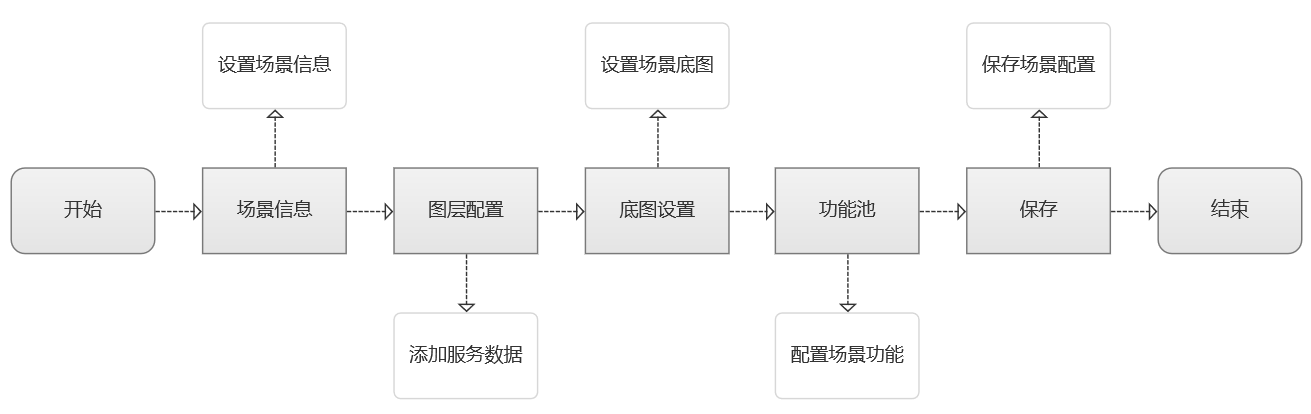 设置场景信息
设置场景底图
保存场景配置
开始
场景信息
图层配置
底图设置
功能池
保存
结束
添加服务数据
配置场景功能